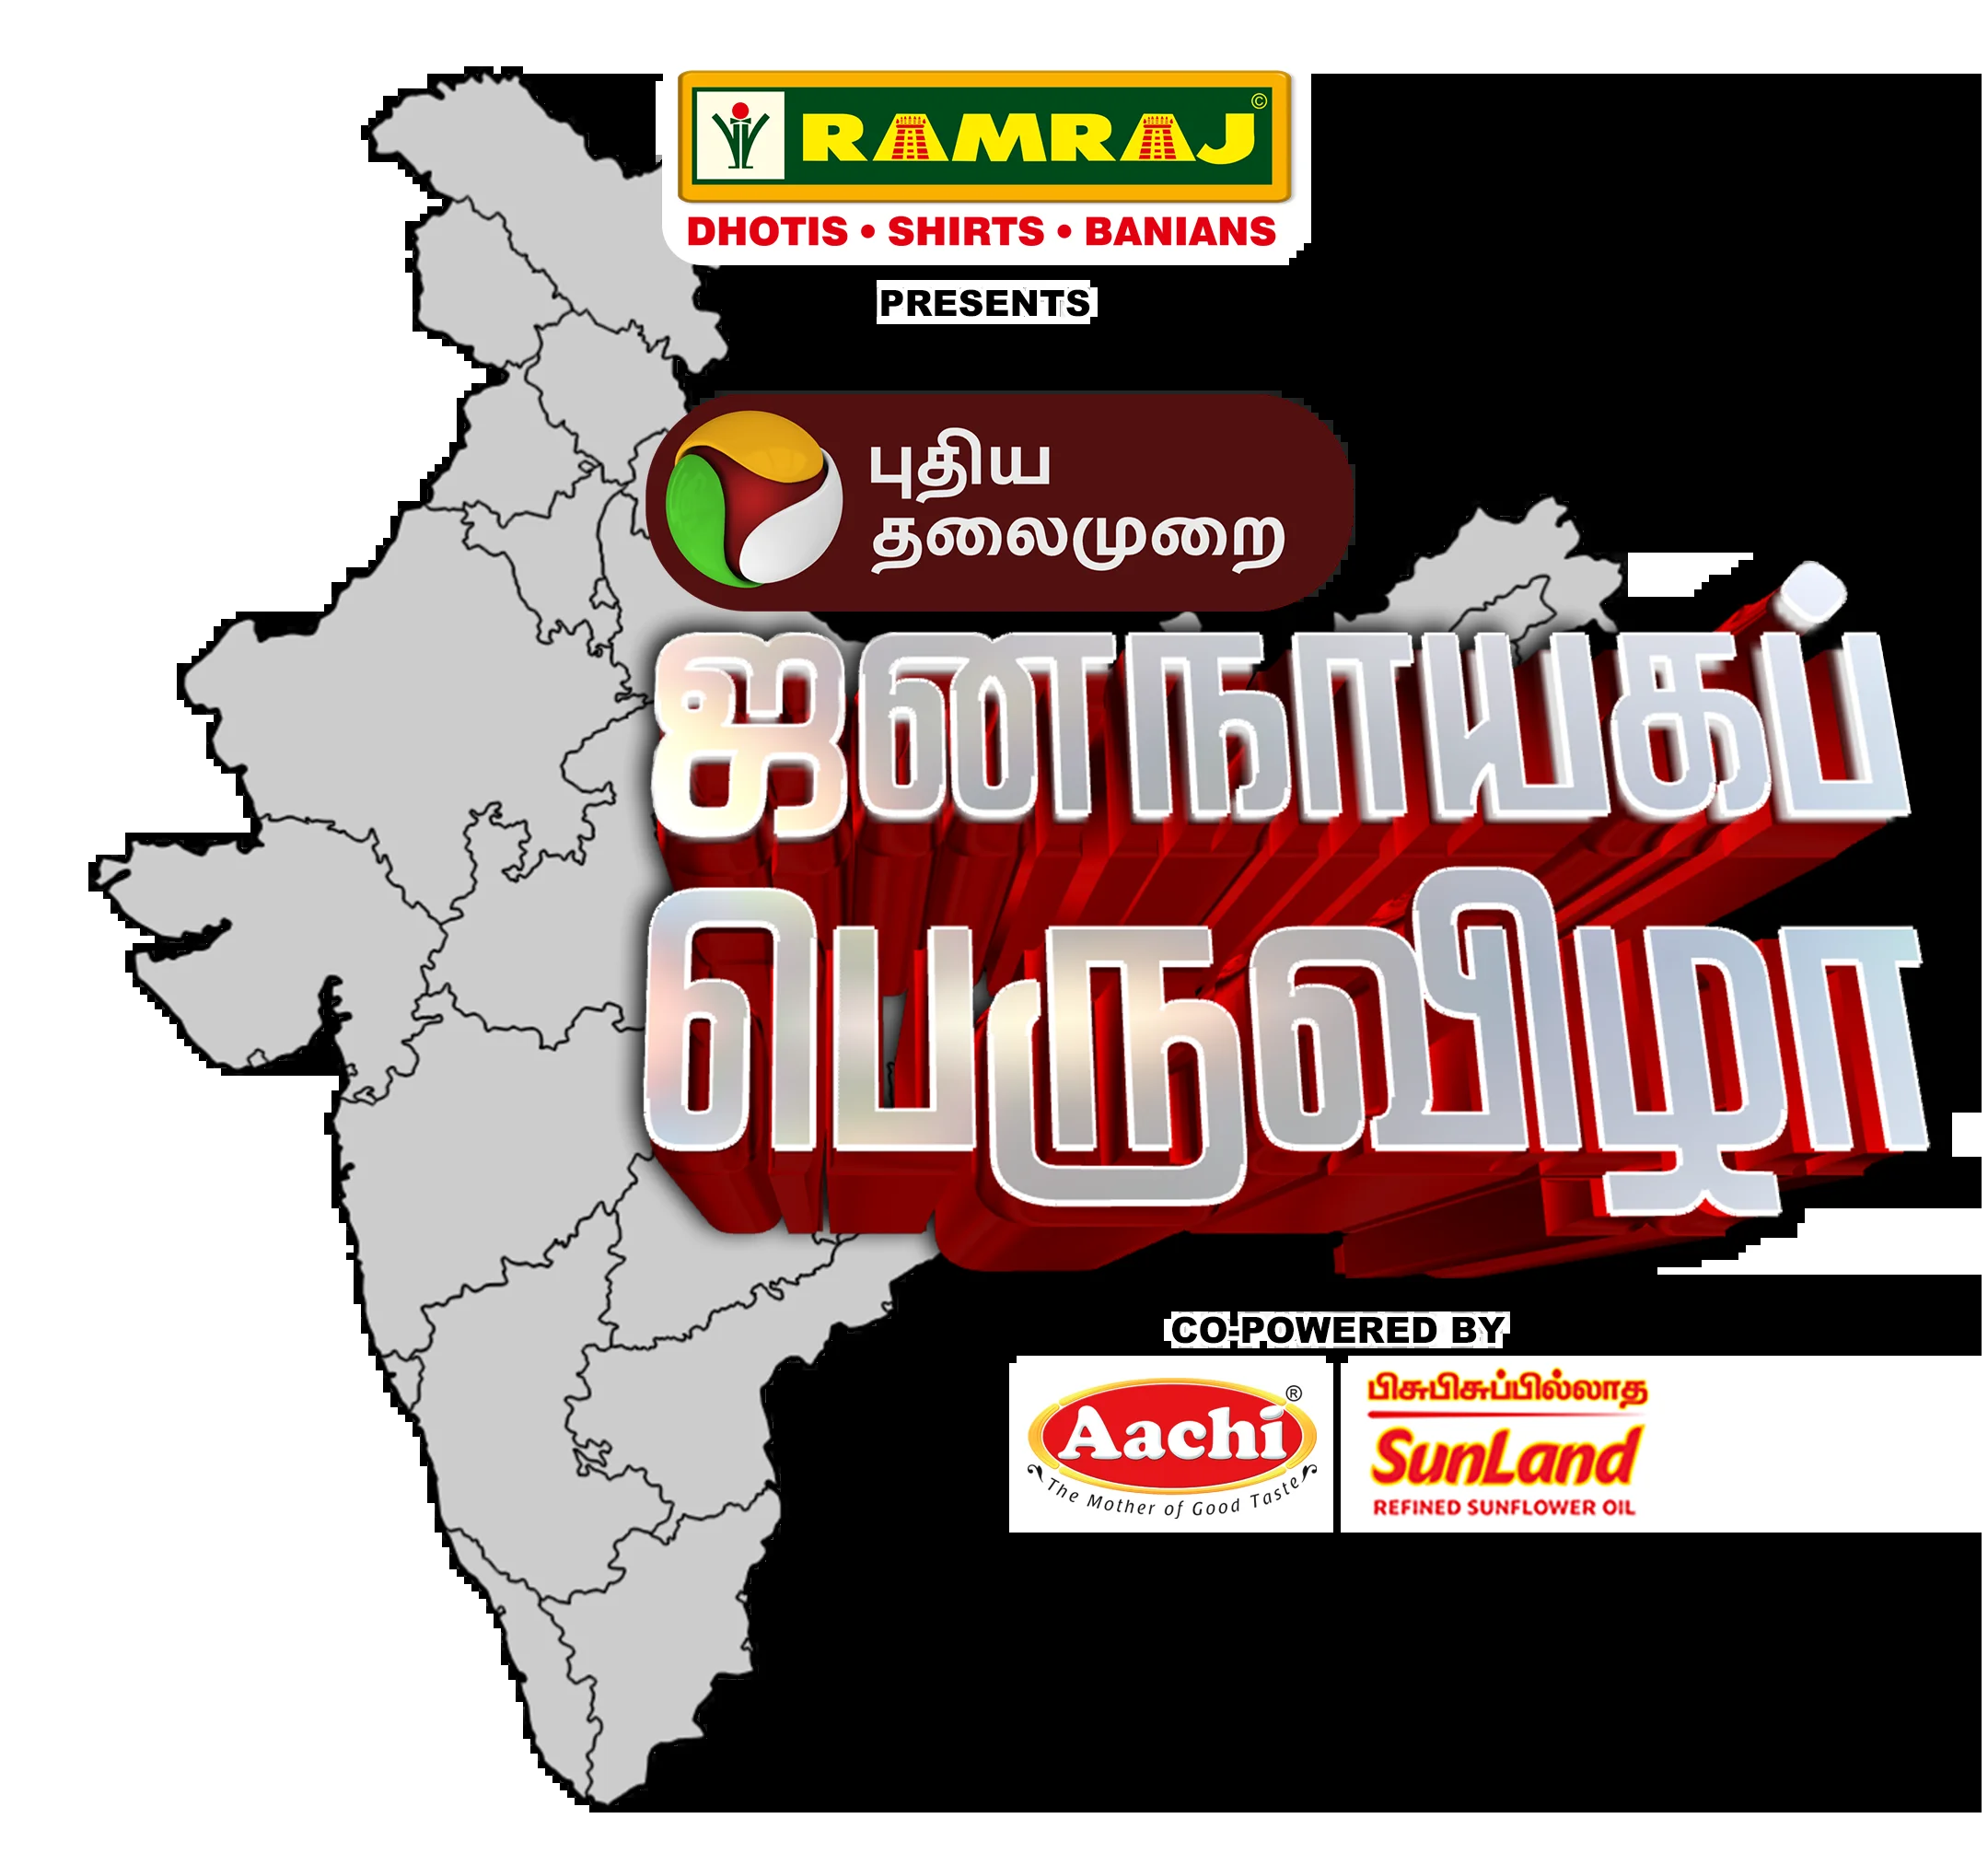 RAMRAJ ©
DHOTIS • SHIRTS • BANIANS
PRESENTS
புதிய
தலைமுறை
ஜனநாயகப்
பெருவிழா
CO-POWERED BY
Aachi ®
The Mother of Good Taste
பிசுபிசுப்பில்லாத
SunLand
REFINED SUNFLOWER OIL